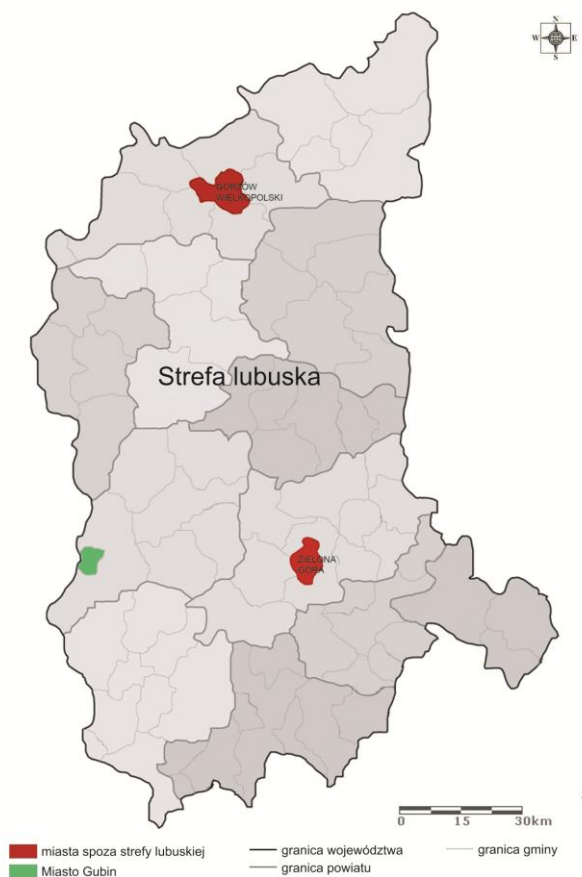 N
W E
S
GORZÓW
WIELKOPOLSKI
Strefa lubuska
ZIELONA
GÓRA
0 15 30km
miasta spoza strefy lubuskiej
granica województwa
granica gminy
Miasto Gubin
granica powiatu